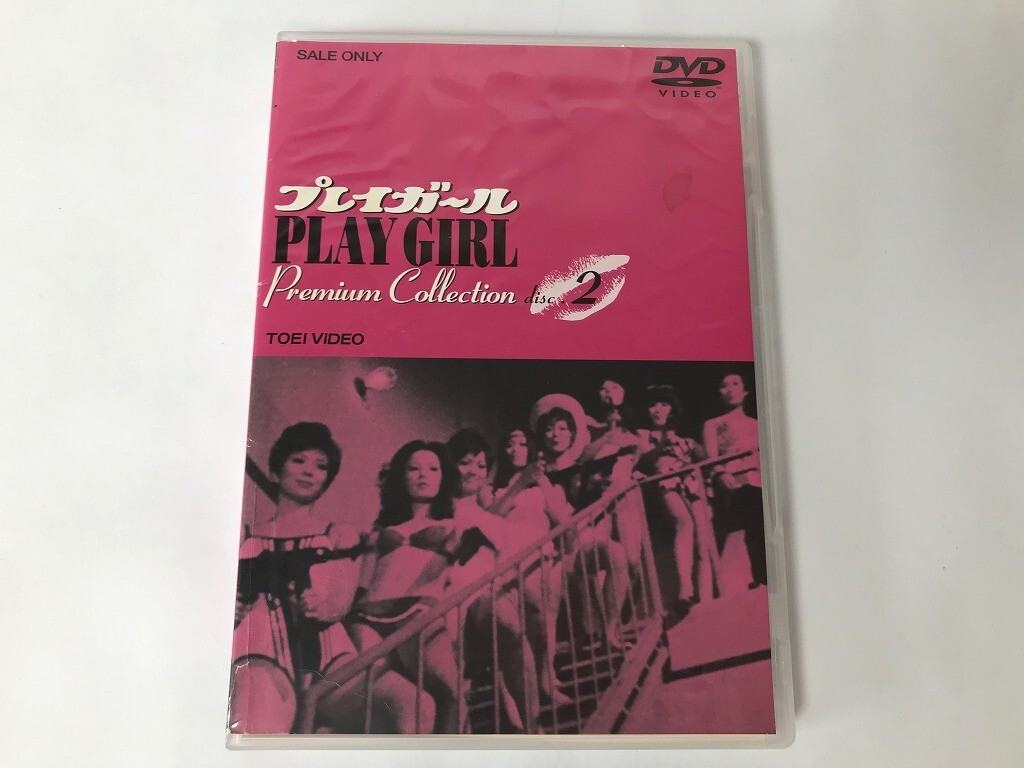 SALE ONLY
DVD
VIDEO
プレイガ〜ル
PLAY GIRL
Premium Collection disc. 2
TOEI VIDEO